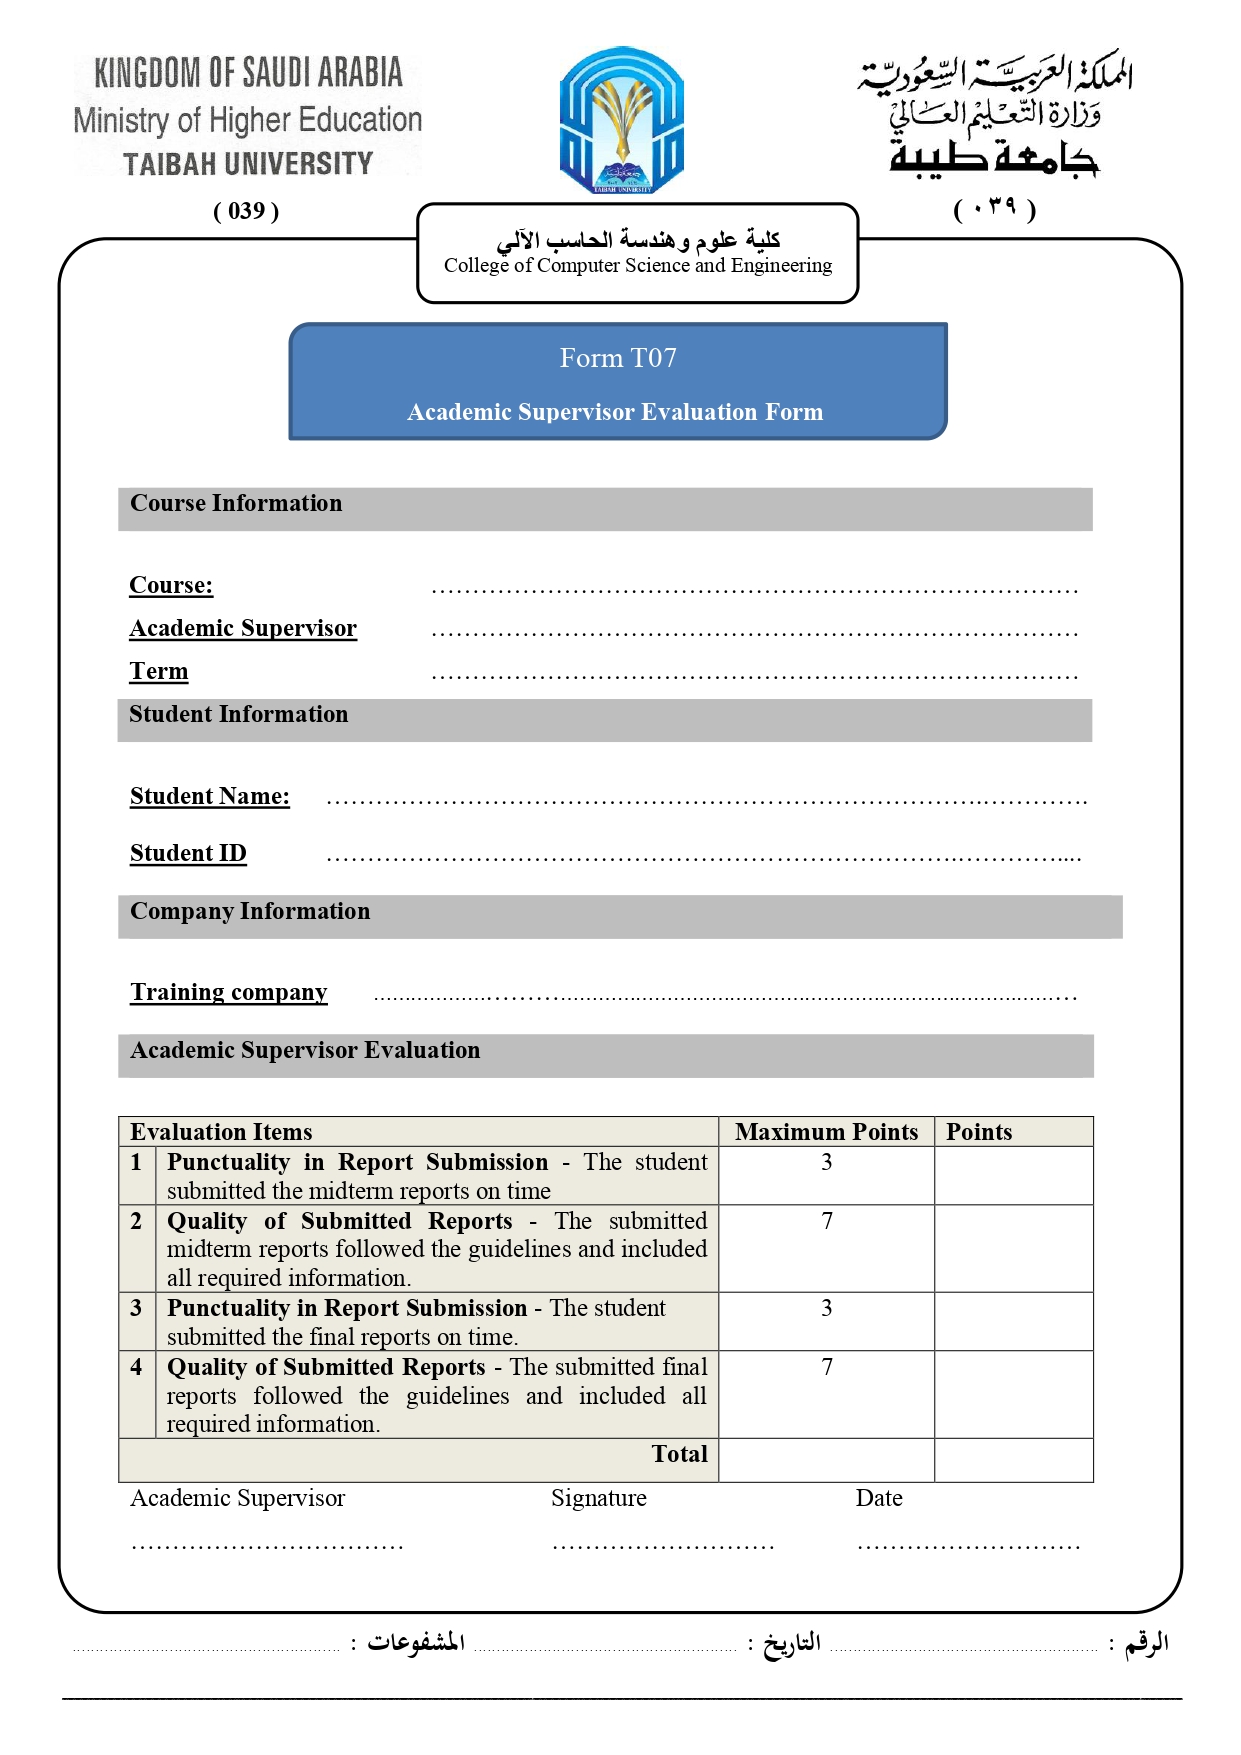 KINGDOM OF SAUDI ARABIA
Ministry of Higher Education
TAIBAH UNIVERSITY
( 039 )
TAIBAH UNIVERSITY
المملكة العربية السعودية
وزارة التعليم العالي
جامعة طيبة
( ٠٣٩ )
كلية علوم وهندسة الحاسب الآلي
College of Computer Science and Engineering
Form T07
Academic Supervisor Evaluation Form
Course Information
Course: ……………………………………………………………………
Academic Supervisor ……………………………………………………………………
Term ……………………………………………………………………
Student Information
Student Name: …………………………………………………………………….………….
Student ID ………………………………………………………………….…………....
Company Information
Training company ..................………...............................................................................…
Academic Supervisor Evaluation
Evaluation Items Maximum Points Points
1 Punctuality in Report Submission - The student 3
submitted the midterm reports on time
2 Quality of Submitted Reports - The submitted 7
midterm reports followed the guidelines and included
all required information.
3 Punctuality in Report Submission - The student 3
submitted the final reports on time.
4 Quality of Submitted Reports - The submitted final 7
reports followed the guidelines and included all
required information.
Total
Academic Supervisor Signature Date
…………………………… ……………………… ………………………
الرقم : .......................... التاريخ : .......................... المشفوعات : ..........................